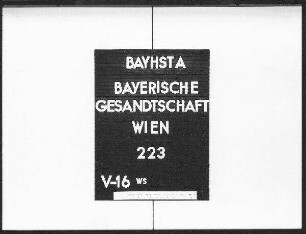 BAYHSTA
BAYERISCHE
GESANDTSCHAFT
WIEN
223
V-16 ws